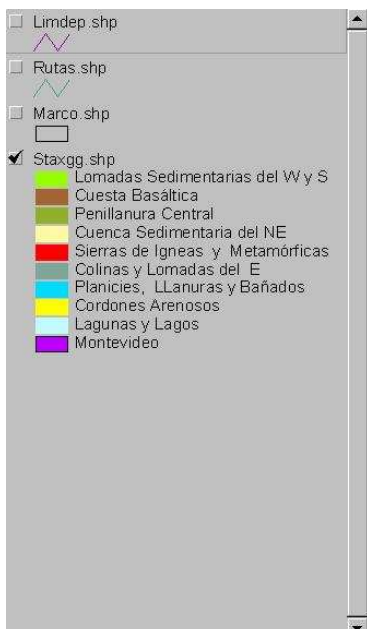 Limdep.shp
Rutas.shp
Marco.shp
Staxgg.shp
Lomadas Sedimentarias del W y S
Cuesta Basáltica
Penillanura Central
Cuenca Sedimentaria del NE
Sierras de Igneas y Metamórficas
Colinas y Lomadas del E
Planicies, LLanuras y Bañados
Cordones Arenosos
Lagunas y Lagos
Montevideo